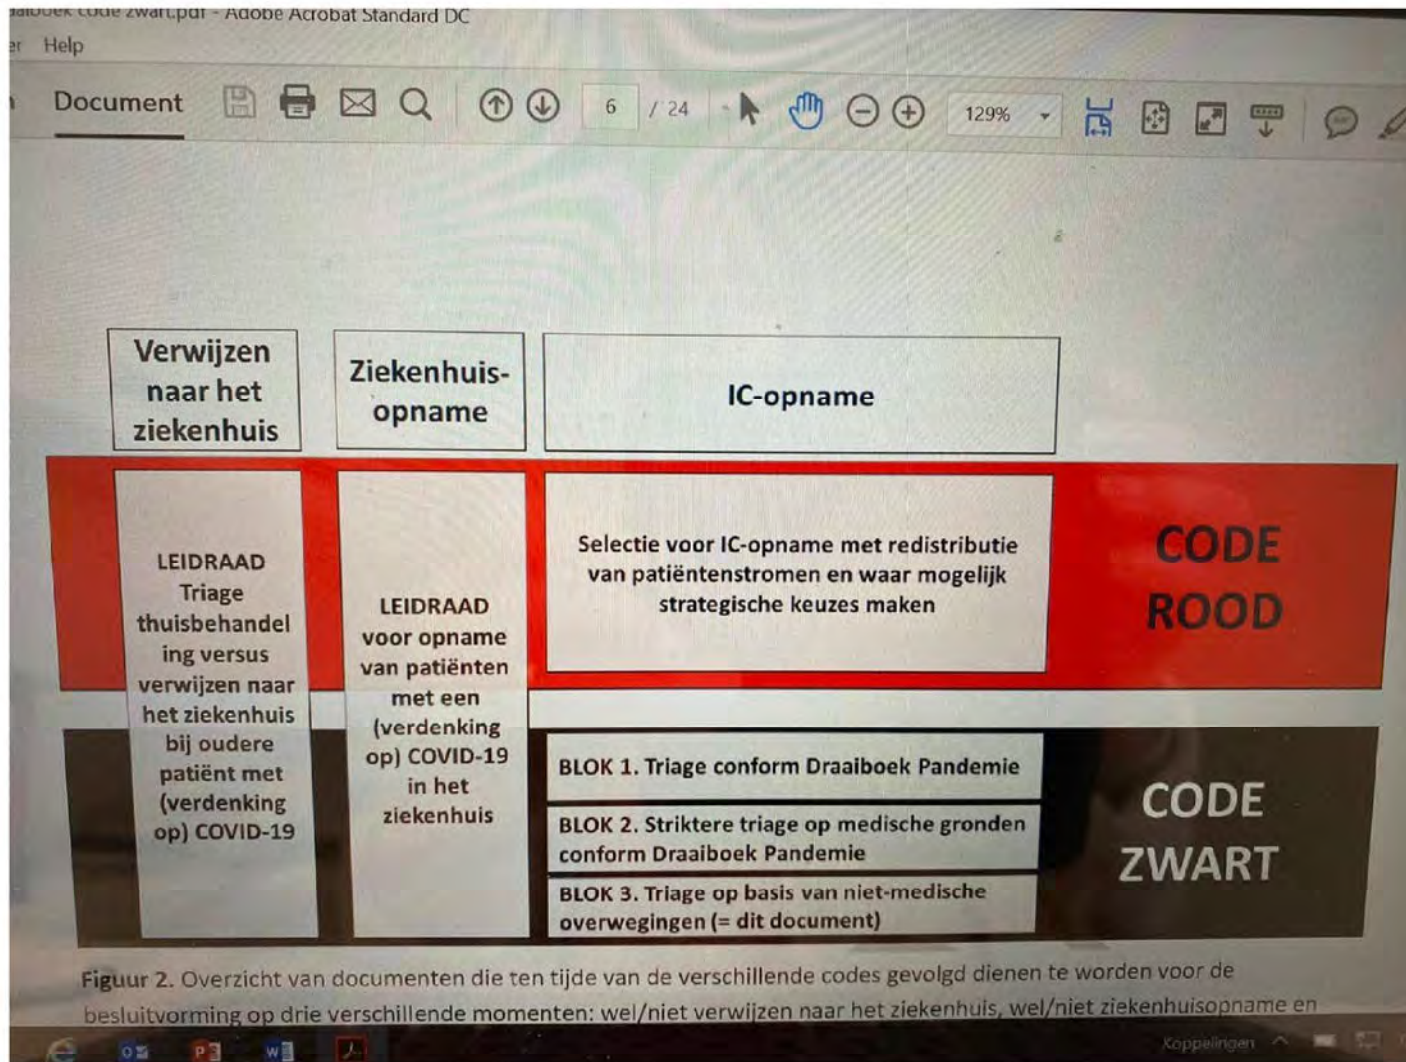 code zwart.pdf - Adobe Acrobat Standard DC
Help
Document
6 / 24
129%
Verwijzen
naar het
ziekenhuis
Ziekenhuis-
opname
IC-opname
LEIDRAAD
Triage
thuisbehandel
ing versus
verwijzen naar
het ziekenhuis
bij oudere
patiënt met
(verdenking
op) COVID-19
LEIDRAAD
voor opname
van patiënten
met een
(verdenking
op) COVID-19
in het
ziekenhuis
Selectie voor IC-opname met redistributie
van patiëntenstromen en waar mogelijk
strategische keuzes maken
CODE
ROOD
BLOK 1. Triage conform Draaiboek Pandemie
BLOK 2. Striktere triage op medische gronden
conform Draaiboek Pandemie
BLOK 3. Triage op basis van niet-medische
overwegingen (= dit document)
CODE
ZWART
Figuur 2. Overzicht van documenten die ten tijde van de verschillende codes gevolgd dienen te worden voor de
besluitvorming op drie verschillende momenten: wel/niet verwijzen naar het ziekenhuis, wel/niet ziekenhuisopname en
Koppelingen